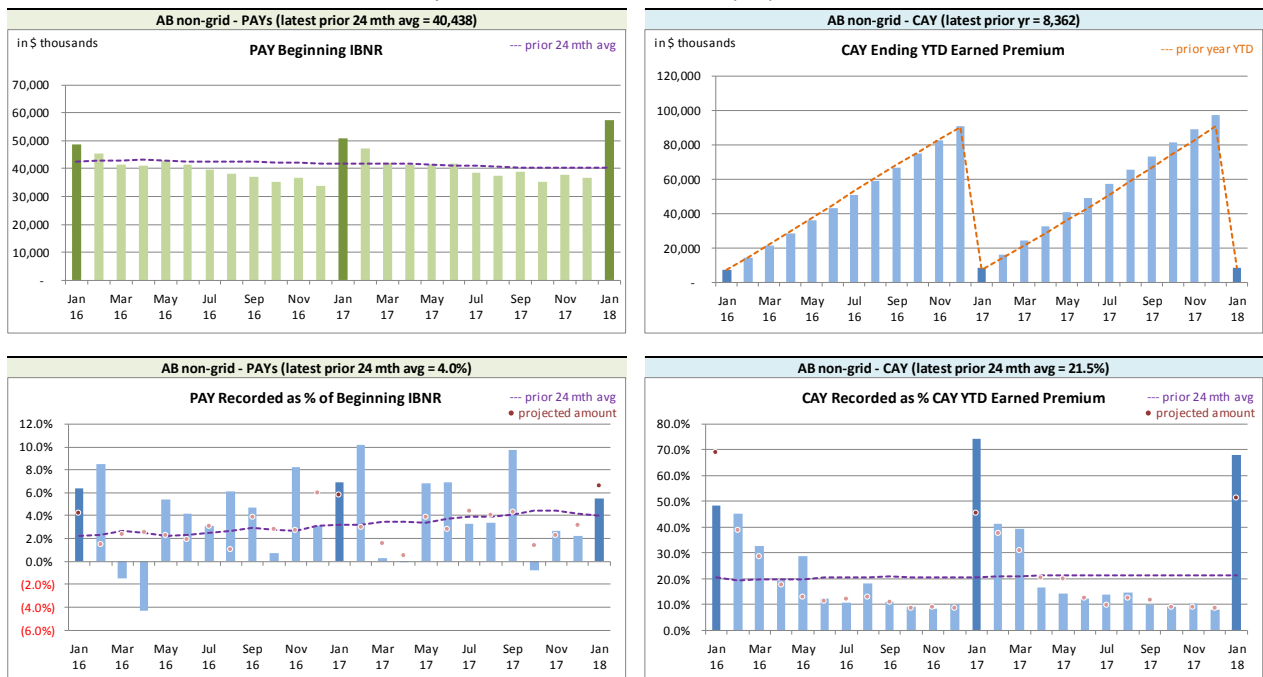 AB non-grid - PAYs (latest prior 24 mth avg = 40,438)
in $ thousands
PAY Beginning IBNR
--- prior 24 mth avg
70,000
60,000
50,000
40,000
30,000
20,000
10,000
-
Jan Mar May Jul Sep Nov Jan Mar May Jul Sep Nov Jan
16 16 16 16 16 16 17 17 17 17 17 17 18
AB non-grid - CAY (latest prior yr = 8,362)
in $ thousands
CAY Ending YTD Earned Premium
--- prior year YTD
120,000
100,000
80,000
60,000
40,000
20,000
-
Jan Mar May Jul Sep Nov Jan Mar May Jul Sep Nov Jan
16 16 16 16 16 16 17 17 17 17 17 17 18
AB non-grid - PAYs (latest prior 24 mth avg = 4.0%)
PAY Recorded as % of Beginning IBNR
--- prior 24 mth avg
• projected amount
12.0%
10.0%
8.0%
6.0%
4.0%
2.0%
0.0%
(2.0%)
(4.0%)
(6.0%)
Jan Mar May Jul Sep Nov Jan Mar May Jul Sep Nov Jan
16 16 16 16 16 16 17 17 17 17 17 17 18
AB non-grid - CAY (latest prior 24 mth avg = 21.5%)
CAY Recorded as % CAY YTD Earned Premium
--- prior 24 mth avg
• projected amount
80.0%
70.0%
60.0%
50.0%
40.0%
30.0%
20.0%
10.0%
0.0%
Jan Mar May Jul Sep Nov Jan Mar May Jul Sep Nov Jan
16 16 16 16 16 16 17 17 17 17 17 17 18